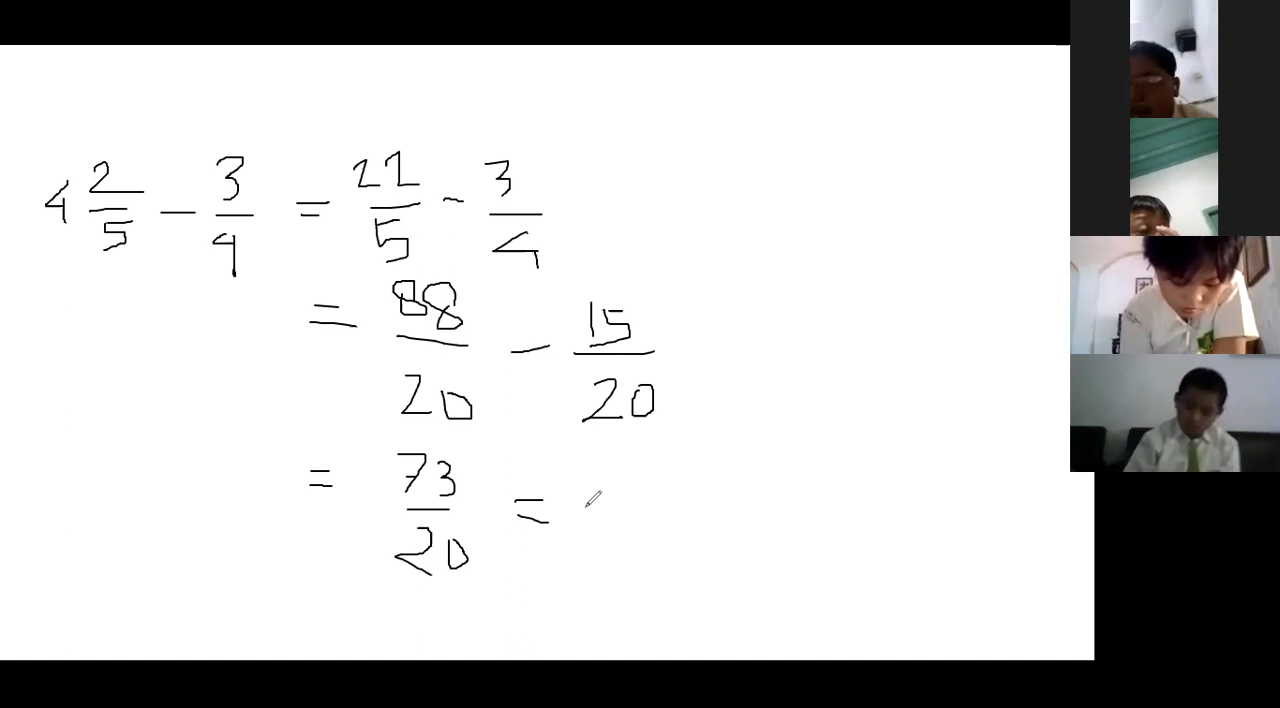 4 2/5 - 3/4 = 22/5 - 3/4
= 88/20 - 15/20
= 73/20 =